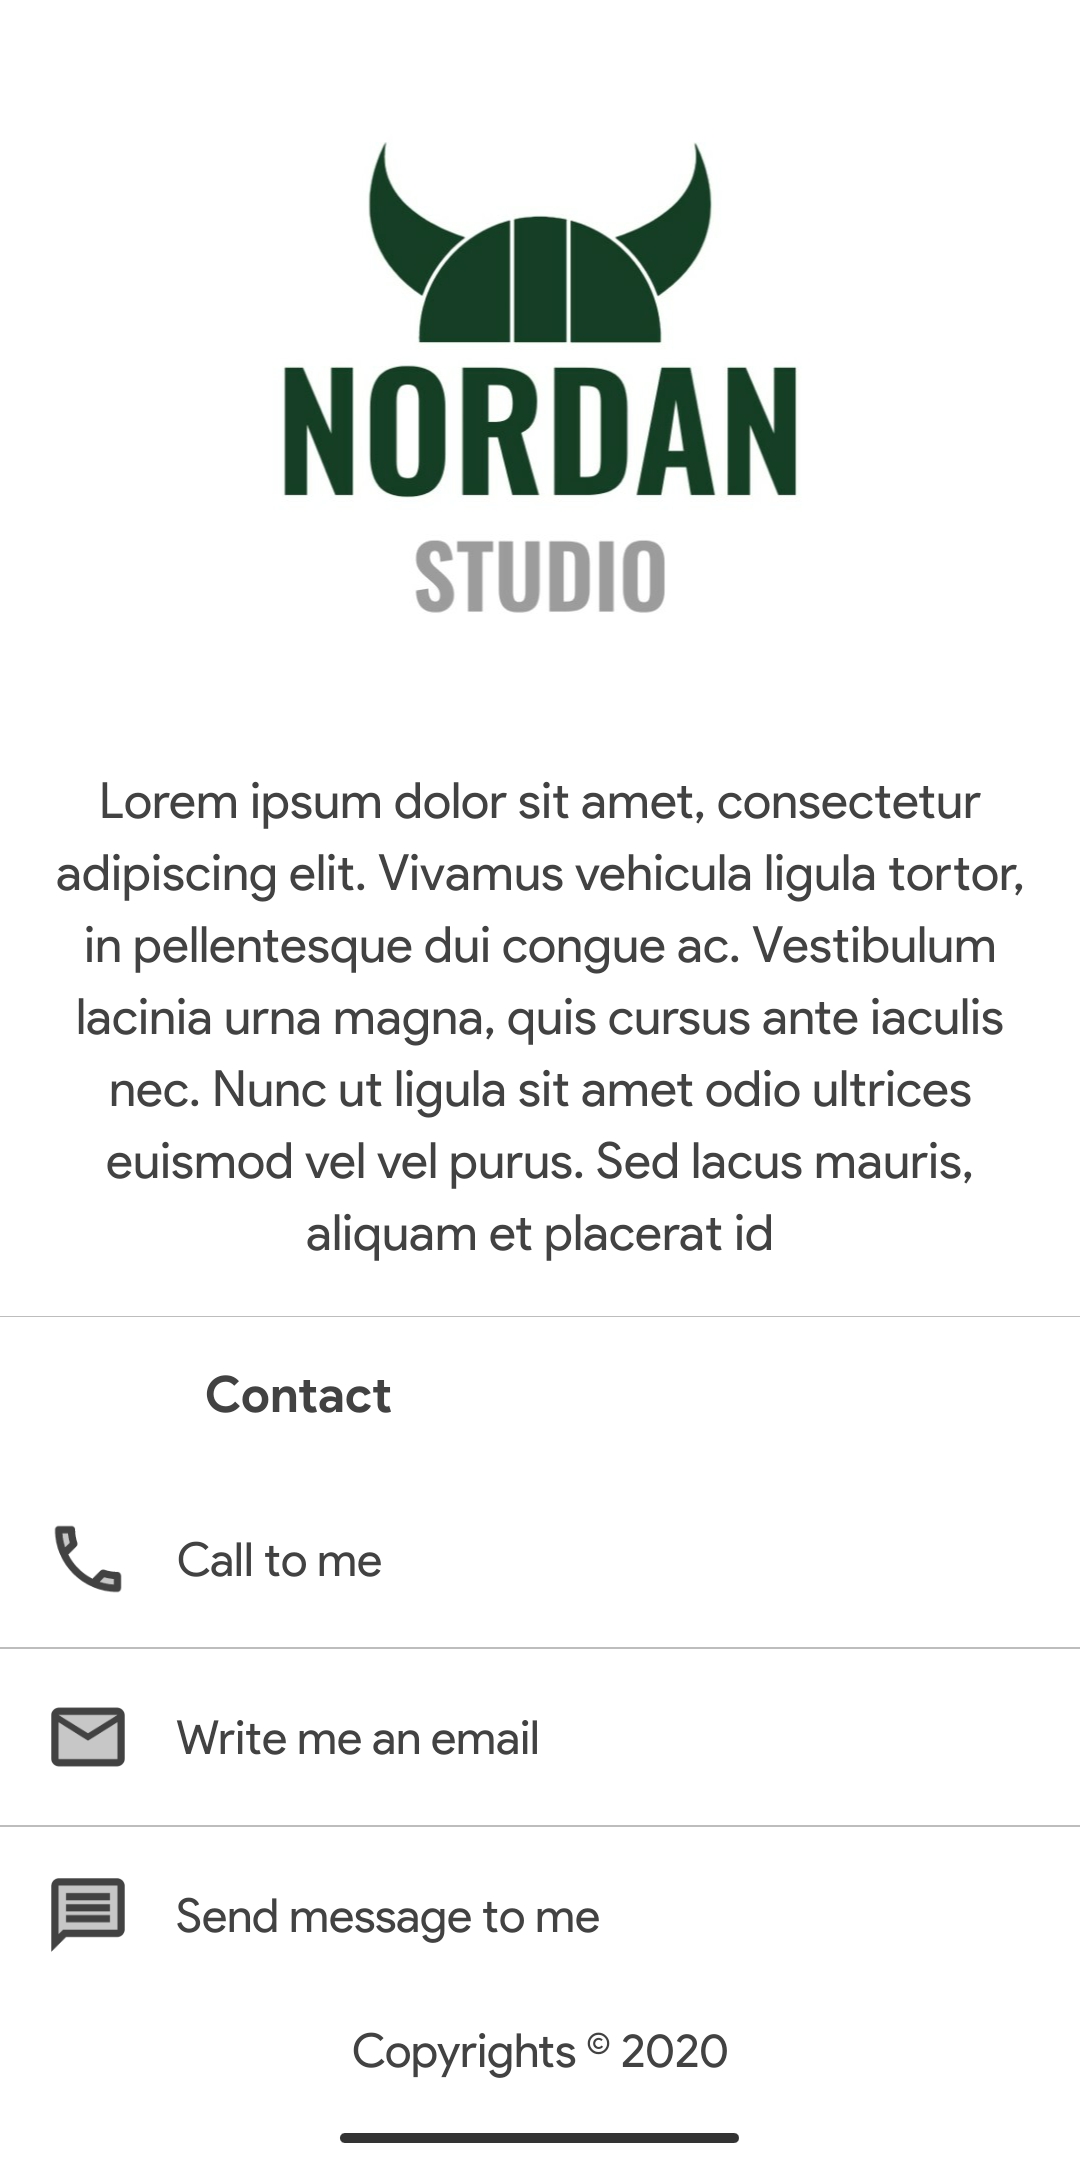 NORDAN
STUDIO
Lorem ipsum dolor sit amet, consectetur
adipiscing elit. Vivamus vehicula ligula tortor,
in pellentesque dui congue ac. Vestibulum
lacinia urna magna, quis cursus ante iaculis
nec. Nunc ut ligula sit amet odio ultrices
euismod vel vel purus. Sed lacus mauris,
aliquam et placerat id
Contact
Call to me
Write me an email
Send message to me
Copyrights © 2020